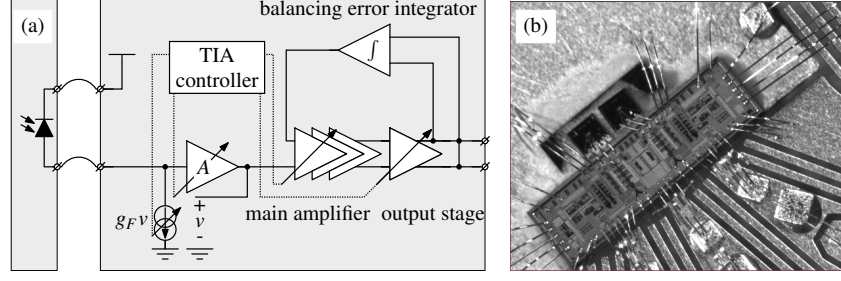 balancing error integrator
(a)
(b)
TIA
controller
∫
A
+
g_F v
v
-
main amplifier output stage